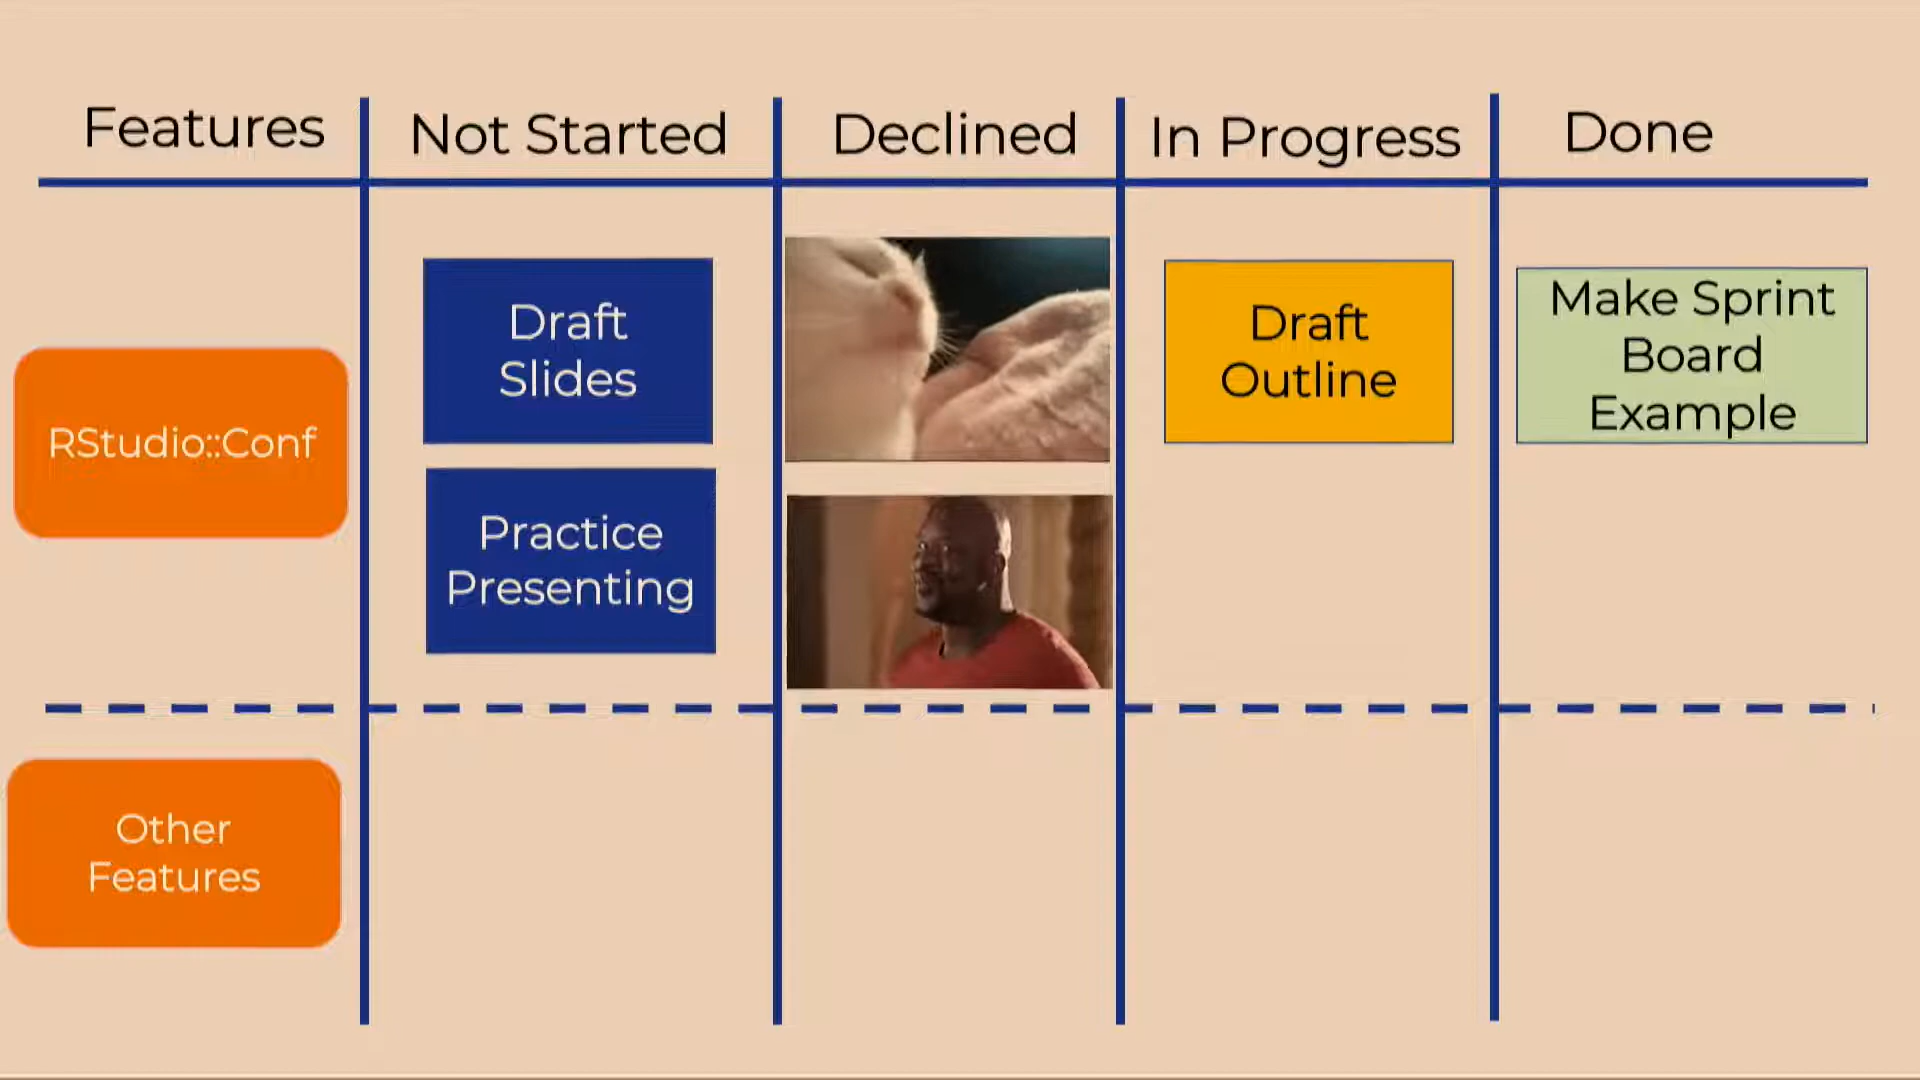 Features
Not Started
Declined
In Progress
Done
RStudio::Conf
Draft
Slides
Practice
Presenting
Draft
Outline
Make Sprint
Board
Example
Other
Features